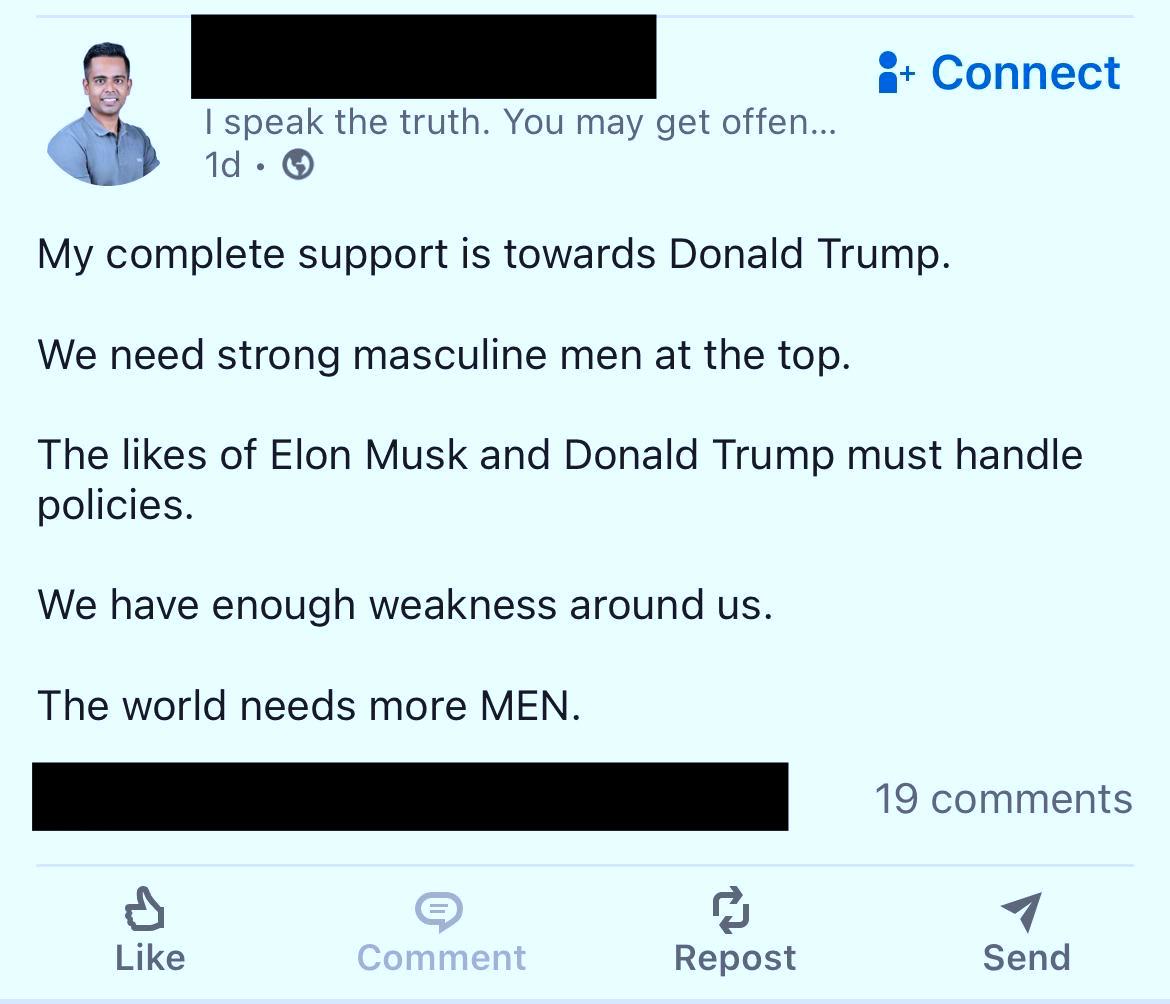 Connect
I speak the truth. You may get offen...
1d •
My complete support is towards Donald Trump.
We need strong masculine men at the top.
The likes of Elon Musk and Donald Trump must handle
policies.
We have enough weakness around us.
The world needs more MEN.
19 comments
Like
Comment
Repost
Send